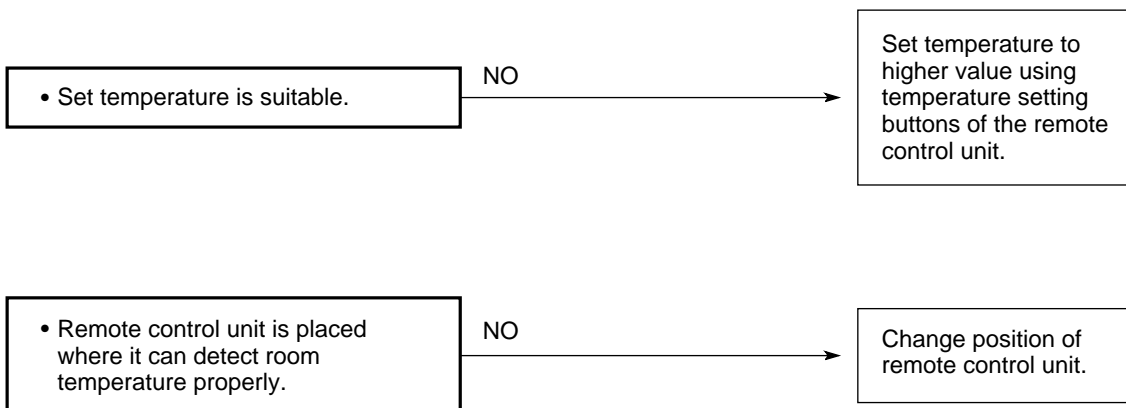 • Set temperature is suitable.
NO
Set temperature to
higher value using
temperature setting
buttons of the remote
control unit.
• Remote control unit is placed
where it can detect room
temperature properly.
NO
Change position of
remote control unit.